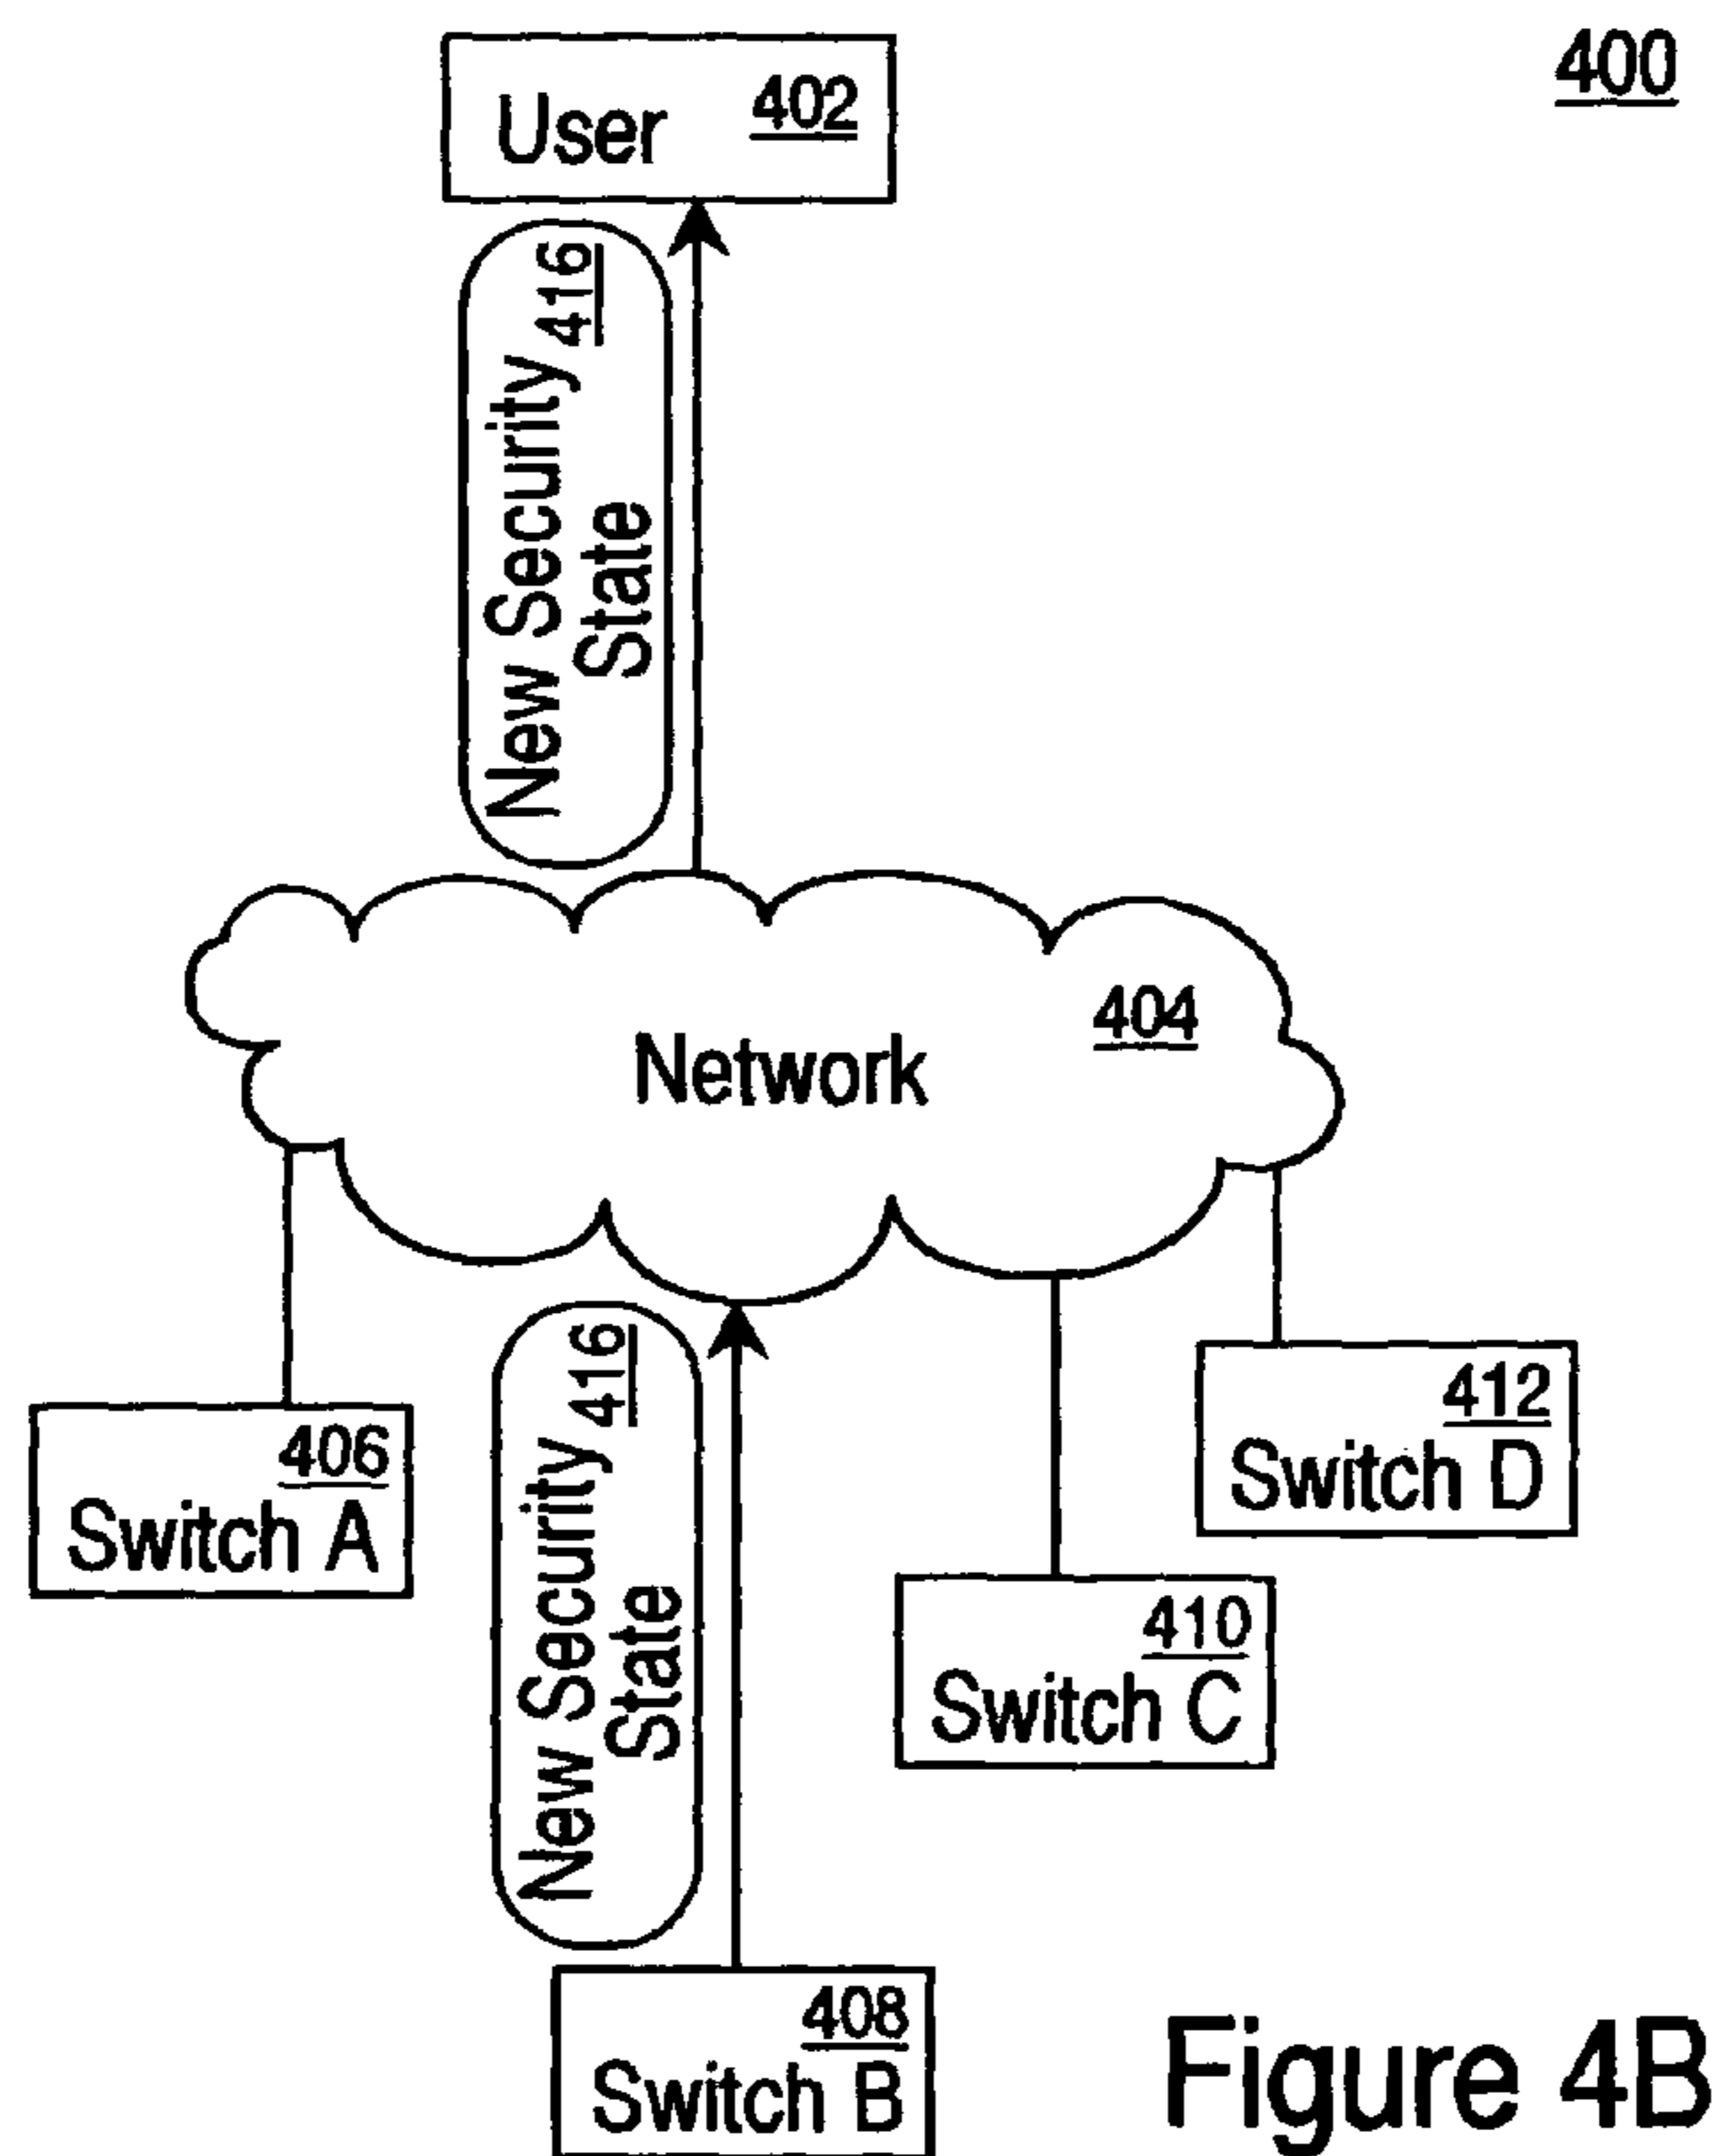 400
User 402
New Security 416
State
Network 404
406
Switch A
New Security 416
State
412
Switch D
410
Switch C
408
Switch B
Figure 4B